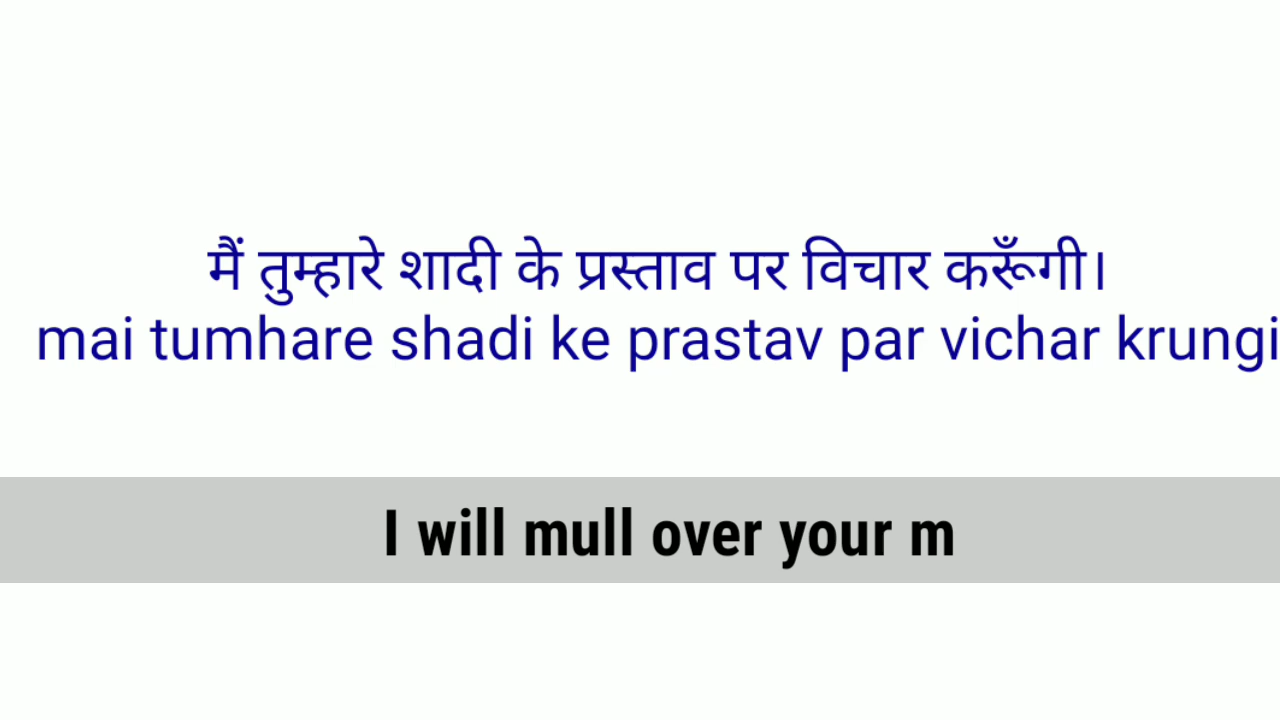 मैं तुम्हारे शादी के प्रस्ताव पर विचार करूँगी।
mai tumhare shadi ke prastav par vichar krungi
I will mull over your m